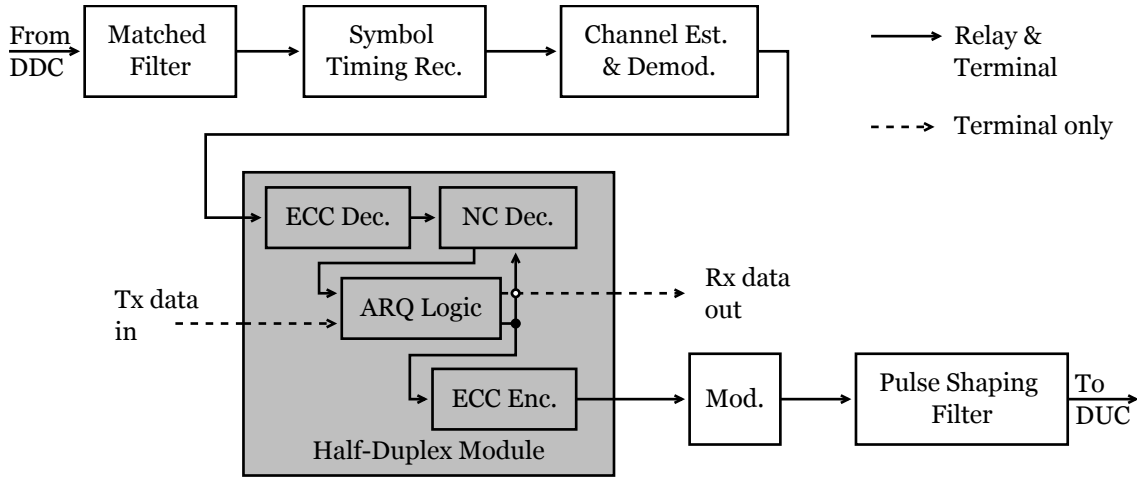 From
DDC
Matched
Filter
Symbol
Timing Rec.
Channel Est.
& Demod.
Relay &
Terminal
Terminal only
ECC Dec.
NC Dec.
Tx data
in
ARQ Logic
Rx data
out
ECC Enc.
Mod.
Pulse Shaping
Filter
To
DUC
Half-Duplex Module